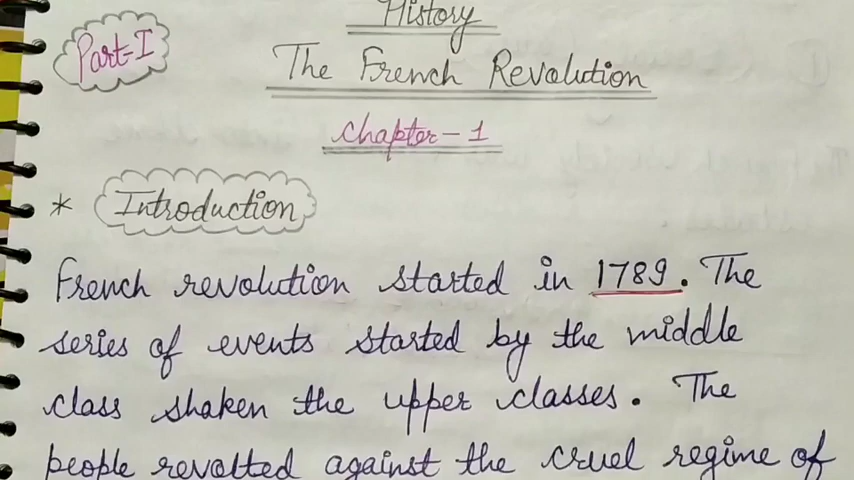 History
Part-I
The French Revolution
Chapter-1
* Introduction
French revolution started in 1789. The
series of events started by the middle
class shaken the upper classes. The
people revolted against the cruel regime of